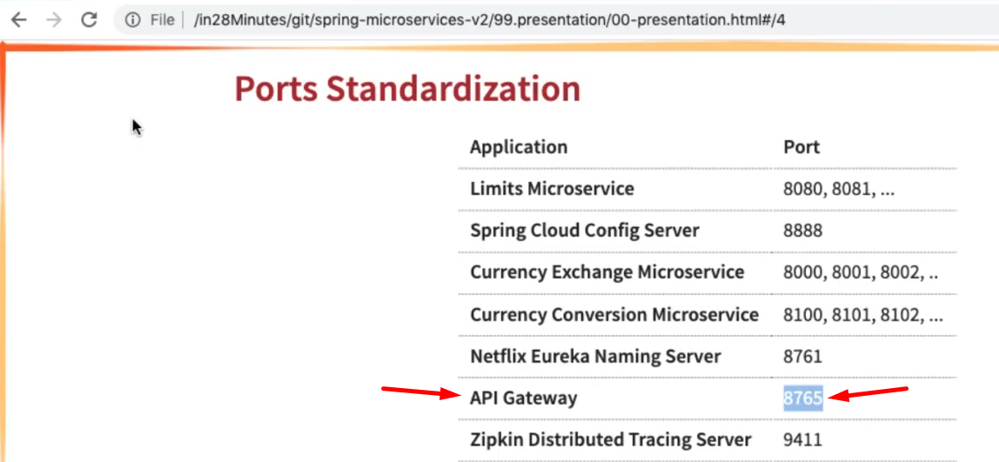 File /in28Minutes/git/spring-microservices-v2/99.presentation/00-presentation.html#/4
Ports Standardization
Application Port
Limits Microservice 8080, 8081, ...
Spring Cloud Config Server 8888
Currency Exchange Microservice 8000, 8001, 8002, ..
Currency Conversion Microservice 8100, 8101, 8102, ...
Netflix Eureka Naming Server 8761
API Gateway 8765
Zipkin Distributed Tracing Server 9411